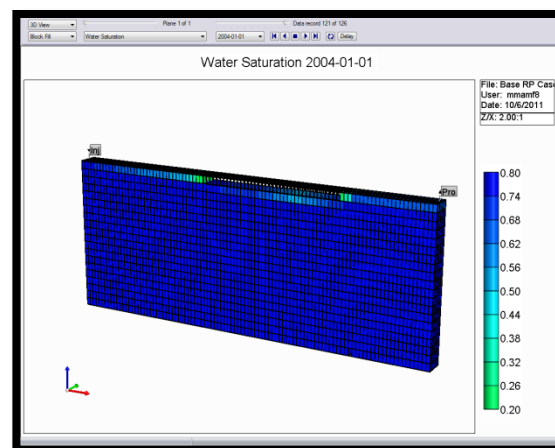 3D View
Plane 1 of 1
Data record 121 of 126
Block Fill
Water Saturation
2004-01-01
Delay
Water Saturation 2004-01-01
File: Base RP Cas
User: mmamf8
Date: 10/6/2011
Z/X: 2.00:1
Inj
Pro
0.80
0.74
0.68
0.62
0.56
0.50
0.44
0.38
0.32
0.26
0.20